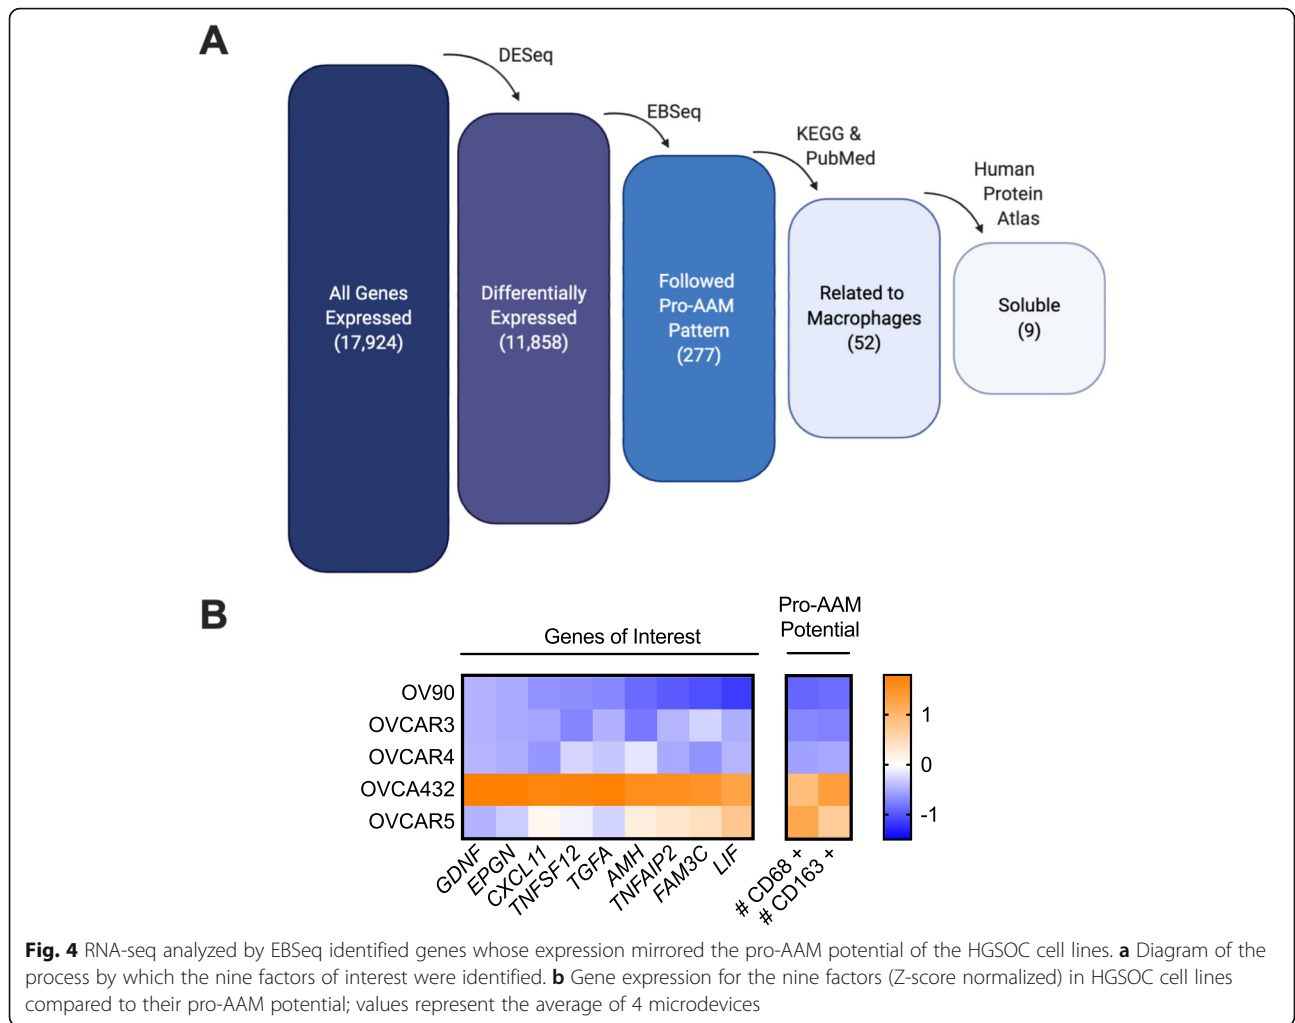 A
DESeq
EBSeq
KEGG &
PubMed
Human
Protein
Atlas
All Genes
Expressed
(17,924)
Differentially
Expressed
(11,858)
Followed
Pro-AAM
Pattern
(277)
Related to
Macrophages
(52)
Soluble
(9)
B
Genes of Interest
Pro-AAM
Potential
OV90
OVCAR3
OVCAR4
OVCA432
OVCAR5
GDNF
EPGN
CXCL11
TNFSF12
TGFA
AMH
TNFAIP2
FAM3C
LIF
# CD68 +
# CD163 +
1
0
-1
Fig. 4 RNA-seq analyzed by EBSeq identified genes whose expression mirrored the pro-AAM potential of the HGSOC cell lines. a Diagram of the
process by which the nine factors of interest were identified. b Gene expression for the nine factors (Z-score normalized) in HGSOC cell lines
compared to their pro-AAM potential; values represent the average of 4 microdevices